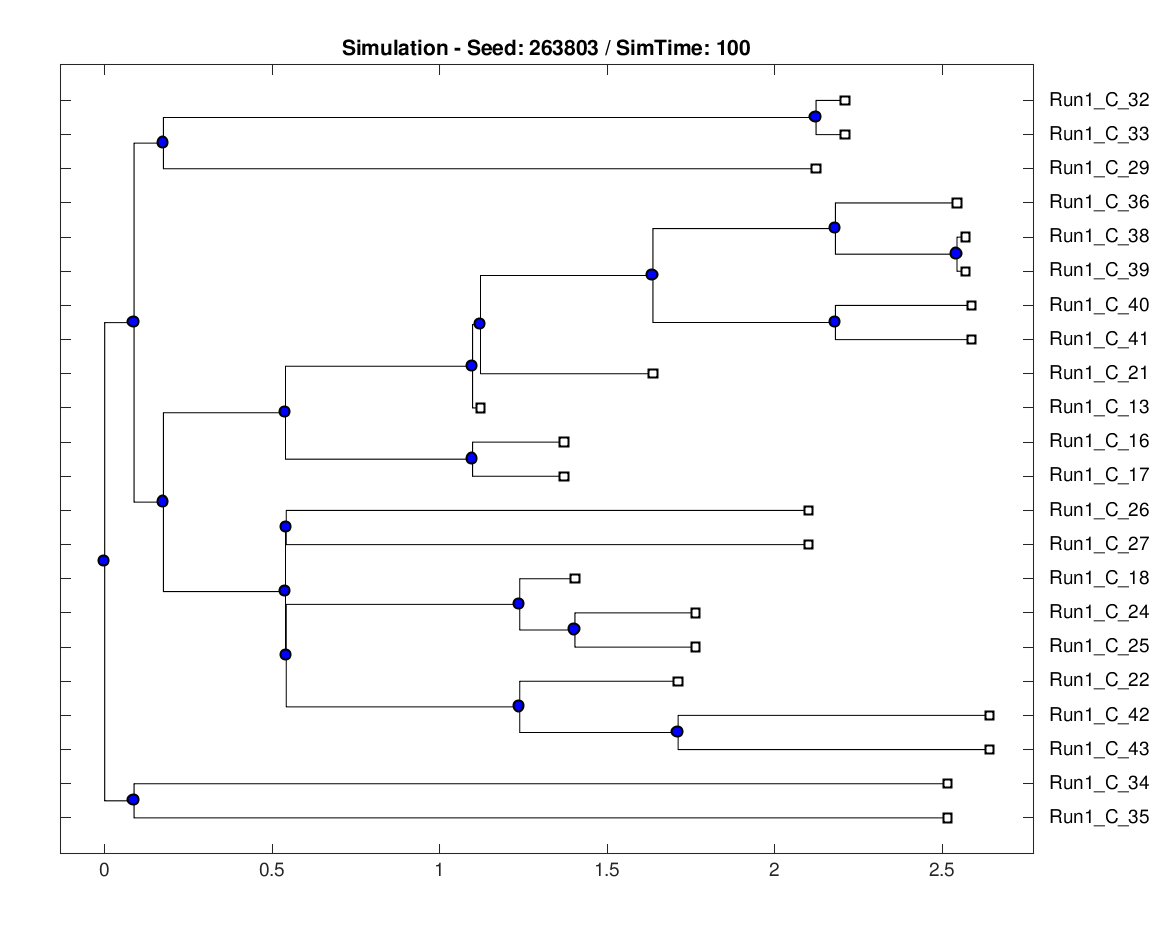 Simulation - Seed: 263803 / SimTime: 100
Run1_C_32
Run1_C_33
Run1_C_29
Run1_C_36
Run1_C_38
Run1_C_39
Run1_C_40
Run1_C_41
Run1_C_21
Run1_C_13
Run1_C_16
Run1_C_17
Run1_C_26
Run1_C_27
Run1_C_18
Run1_C_24
Run1_C_25
Run1_C_22
Run1_C_42
Run1_C_43
Run1_C_34
Run1_C_35
0 0.5 1 1.5 2 2.5